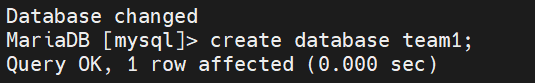 Database changed
MariaDB [mysql]> create database team1;
Query OK, 1 row affected (0.000 sec)